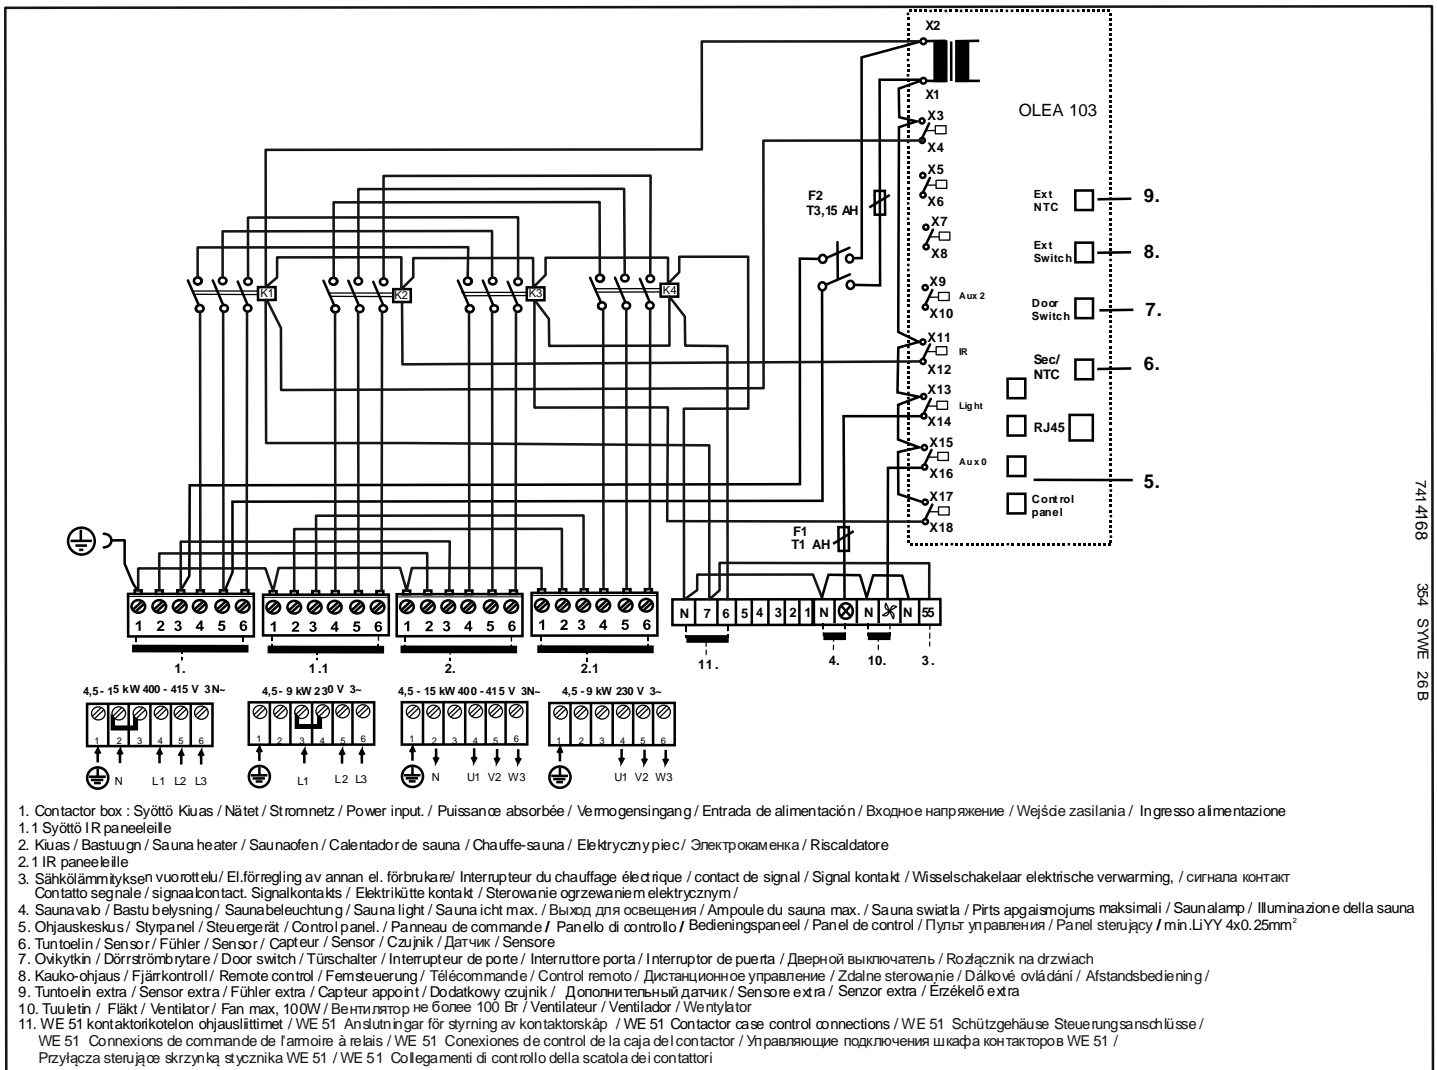 X2
X1
OLEA 103
X3
X4
X5
X6
X7
X8
X9
Aux 2
X10
X11
IR
X12
X13
Light
X14
X15
Aux 0
X16
X17
X18
Ext
NTC
9.
Ext
Switch
8.
Door
Switch
7.
Sec/
NTC
6.
RJ45
5.
Control
panel
F2
T3,15 AH
K1
K2
K3
K4
F1
T1 AH
1 2 3 4 5 6
1 2 3 4 5 6
1 2 3 4 5 6
1 2 3 4 5 6
N 7 6 5 4 3 2 1 N N N 55
1.
1.1
2.
2.1
11.
4.
10.
3.
4,5 - 15 kW 400 - 415 V 3N~
4,5 - 9 kW 230 V 3~
4,5 - 15 kW 400 - 415 V 3N~
4,5 - 9 kW 230 V 3~
1 2 3 4 5 6
1 2 3 4 5 6
1 2 3 4 5 6
1 2 3 4 5 6
N L1 L2 L3
L1 L2 L3
N U1 V2 W3
U1 V2 W3
7414168 354 SYVVE 26 B
1. Contactor box : Syöttö Kiuas / Nätet / Stromnetz / Power input. / Puissance absorbée / Vermogensingang / Entrada de alimentación / Входное напряжение / Wejście zasilania / Ingresso alimentazione
1.1 Syöttö IR paneeleille
2. Kiuas / Bastuugn / Sauna heater / Saunaofen / Calentador de sauna / Chauffe-sauna / Elektryczny piec / Электрокаменка / Riscaldatore
2.1 IR paneeleille
3. Sähkölämmityksen vuorottelu/ El.förregling av annan el. förbrukare/ Interrupteur du chauffage électrique / contact de signal / Signal kontakt / Wisselschakelaar elektrische verwarming, / сигнала контакт
Contatto segnale / signaalcontact. Signalkontakts / Elektrikütte kontakt / Sterowanie ogrzewaniem elektrycznym /
4. Saunavalo / Bastu belysning / Saunabeleuchtung / Sauna light / Sauna icht max. / Выход для освещения / Ampoule du sauna max. / Sauna swiatla / Pirts apgaismojums maksimali / Saunalamp / Illuminazione della sauna
5. Ohjauskeskus / Styrpanel / Steuergerät / Control panel. / Panneau de commande / Panello di controllo / Bedieningspaneel / Panel de control / Пульт управления / Panel sterujący / min.LiYY 4x0.25mm²
6. Tuntoelin / Sensor / Fühler / Sensor / Capteur / Sensor / Czujnik / Датчик / Sensore
7. Ovikytkin / Dörrströmbrytare / Door switch / Türschalter / Interrupteur de porte / Interruttore porta / Interruptor de puerta / Дверной выключатель / Rozłącznik na drzwiach
8. Kauko-ohjaus / Fjärrkontroll / Remote control / Fernsteuerung / Télécommande / Control remoto / Дистанционное управление / Zdalne sterowanie / Dálkové ovládání / Afstandsbediening /
9. Tuntoelin extra / Sensor extra / Fühler extra / Capteur appoint / Dodatkowy czujnik / Дополнительный датчик / Sensore extra / Senzor extra / Érzékelő extra
10. Tuuletin / Fläkt / Ventilator / Fan max, 100W / Вентилятор не более 100 Вт / Ventilateur / Ventilador / Wentylator
11. WE 51 kontaktorikotelon ohjausliittimet / WE 51 Anslutningar för styrning av kontaktorskåp / WE 51 Contactor case control connections / WE 51 Schützgehäuse Steuerungsanschlüsse /
WE 51 Connexions de commande de l'armoire à relais / WE 51 Conexiones de control de la caja del contactor / Управляющие подключения шкафа контакторов WE 51 /
Przyłącza sterujące skrzynką stycznika WE 51 / WE 51 Collegamenti di controllo della scatola dei contattori